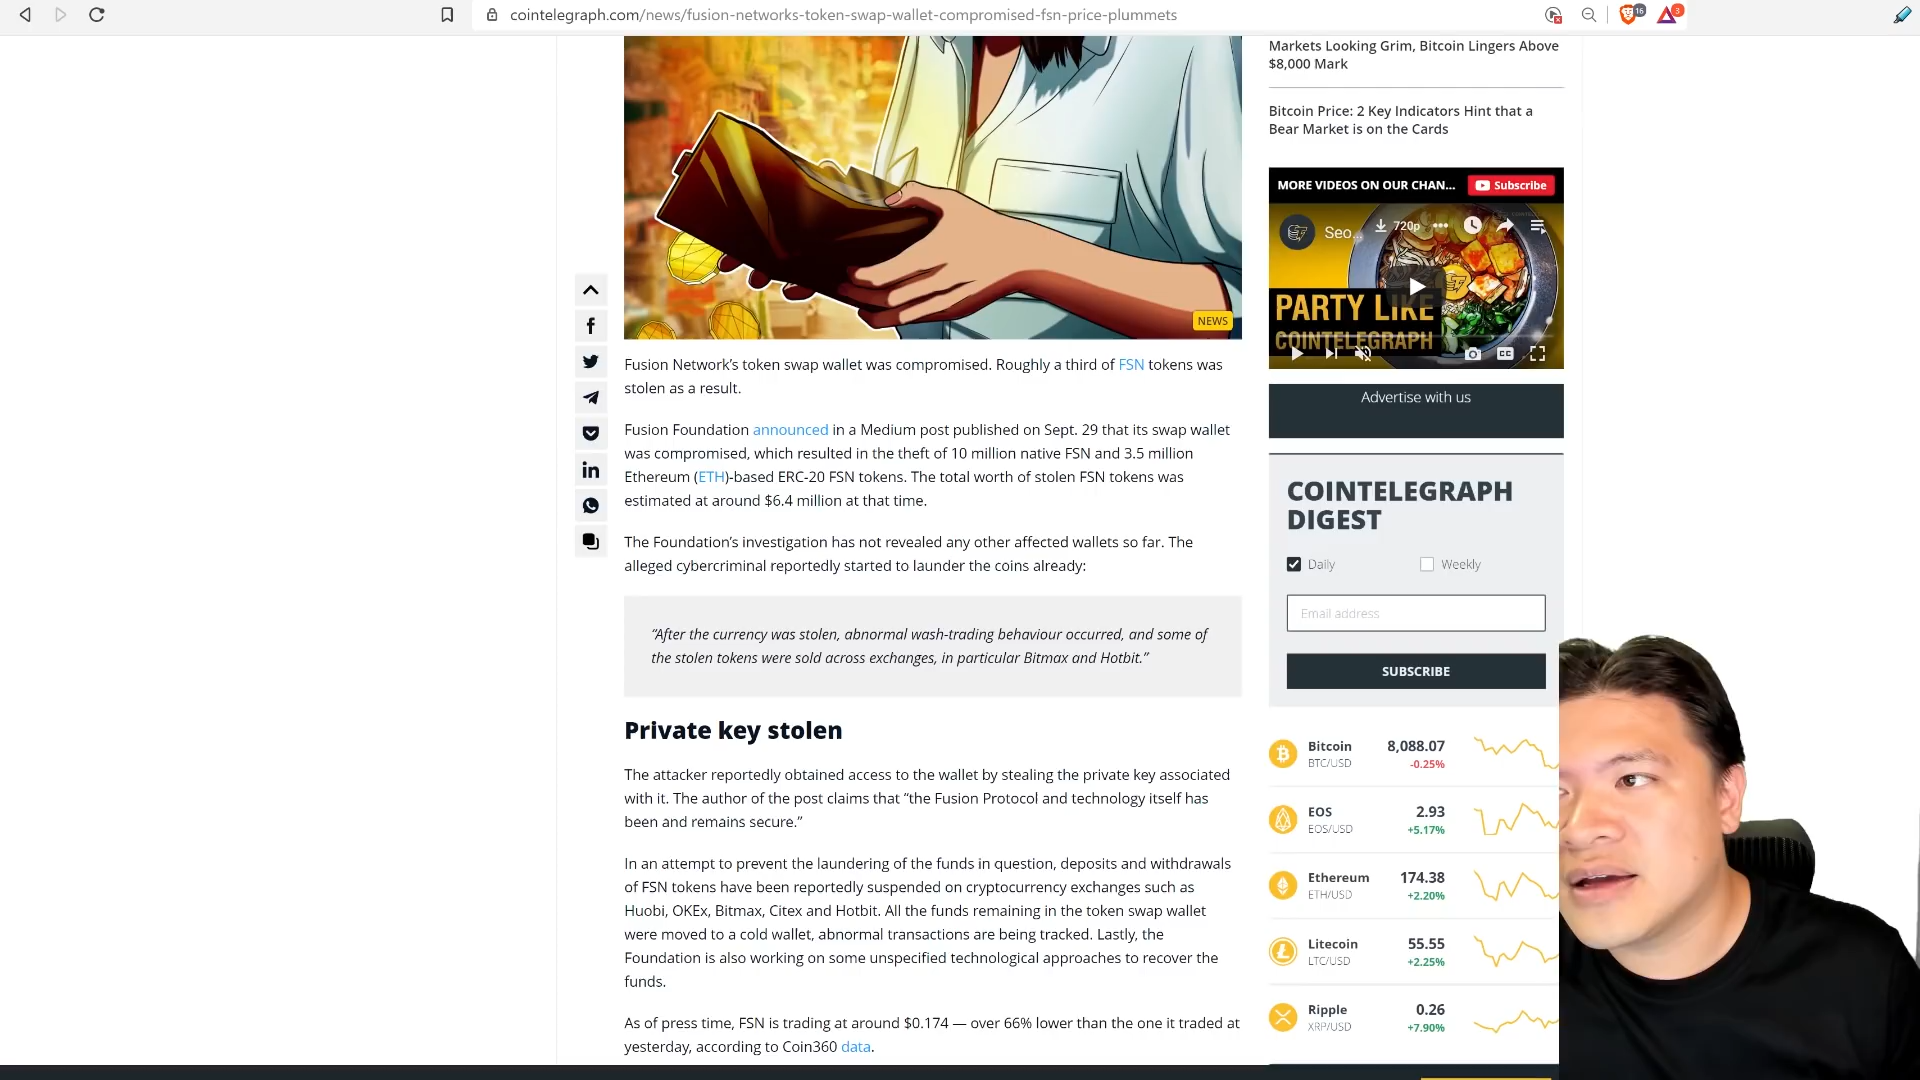 cointelegraph.com/news/fusion-networks-token-swap-wallet-compromised-fsn-price-plummets
16
3
Markets Looking Grim, Bitcoin Lingers Above
$8,000 Mark
Bitcoin Price: 2 Key Indicators Hint that a
Bear Market is on the Cards
MORE VIDEOS ON OUR CHAN...
Subscribe
Seo...
720p
PARTY LIKE
COINTELEGRAPH
CC
NEWS
Advertise with us
Fusion Network’s token swap wallet was compromised. Roughly a third of FSN tokens was
stolen as a result.
Fusion Foundation announced in a Medium post published on Sept. 29 that its swap wallet
was compromised, which resulted in the theft of 10 million native FSN and 3.5 million
Ethereum (ETH)-based ERC-20 FSN tokens. The total worth of stolen FSN tokens was
estimated at around $6.4 million at that time.
The Foundation’s investigation has not revealed any other affected wallets so far. The
alleged cybercriminal reportedly started to launder the coins already:
“After the currency was stolen, abnormal wash-trading behaviour occurred, and some of
the stolen tokens were sold across exchanges, in particular Bitmax and Hotbit.”
Private key stolen
The attacker reportedly obtained access to the wallet by stealing the private key associated
with it. The author of the post claims that “the Fusion Protocol and technology itself has
been and remains secure.”
In an attempt to prevent the laundering of the funds in question, deposits and withdrawals
of FSN tokens have been reportedly suspended on cryptocurrency exchanges such as
Huobi, OKEx, Bitmax, Citex and Hotbit. All the funds remaining in the token swap wallet
were moved to a cold wallet, abnormal transactions are being tracked. Lastly, the
Foundation is also working on some unspecified technological approaches to recover the
funds.
As of press time, FSN is trading at around $0.174 — over 66% lower than the one it traded at
yesterday, according to Coin360 data.
COINTELEGRAPH
DIGEST
Daily
Weekly
Email address
SUBSCRIBE
Bitcoin 8,088.07
BTC/USD -0.25%
EOS 2.93
EOS/USD +5.17%
Ethereum 174.38
ETH/USD +2.20%
Litecoin 55.55
LTC/USD +2.25%
Ripple 0.26
XRP/USD +7.90%